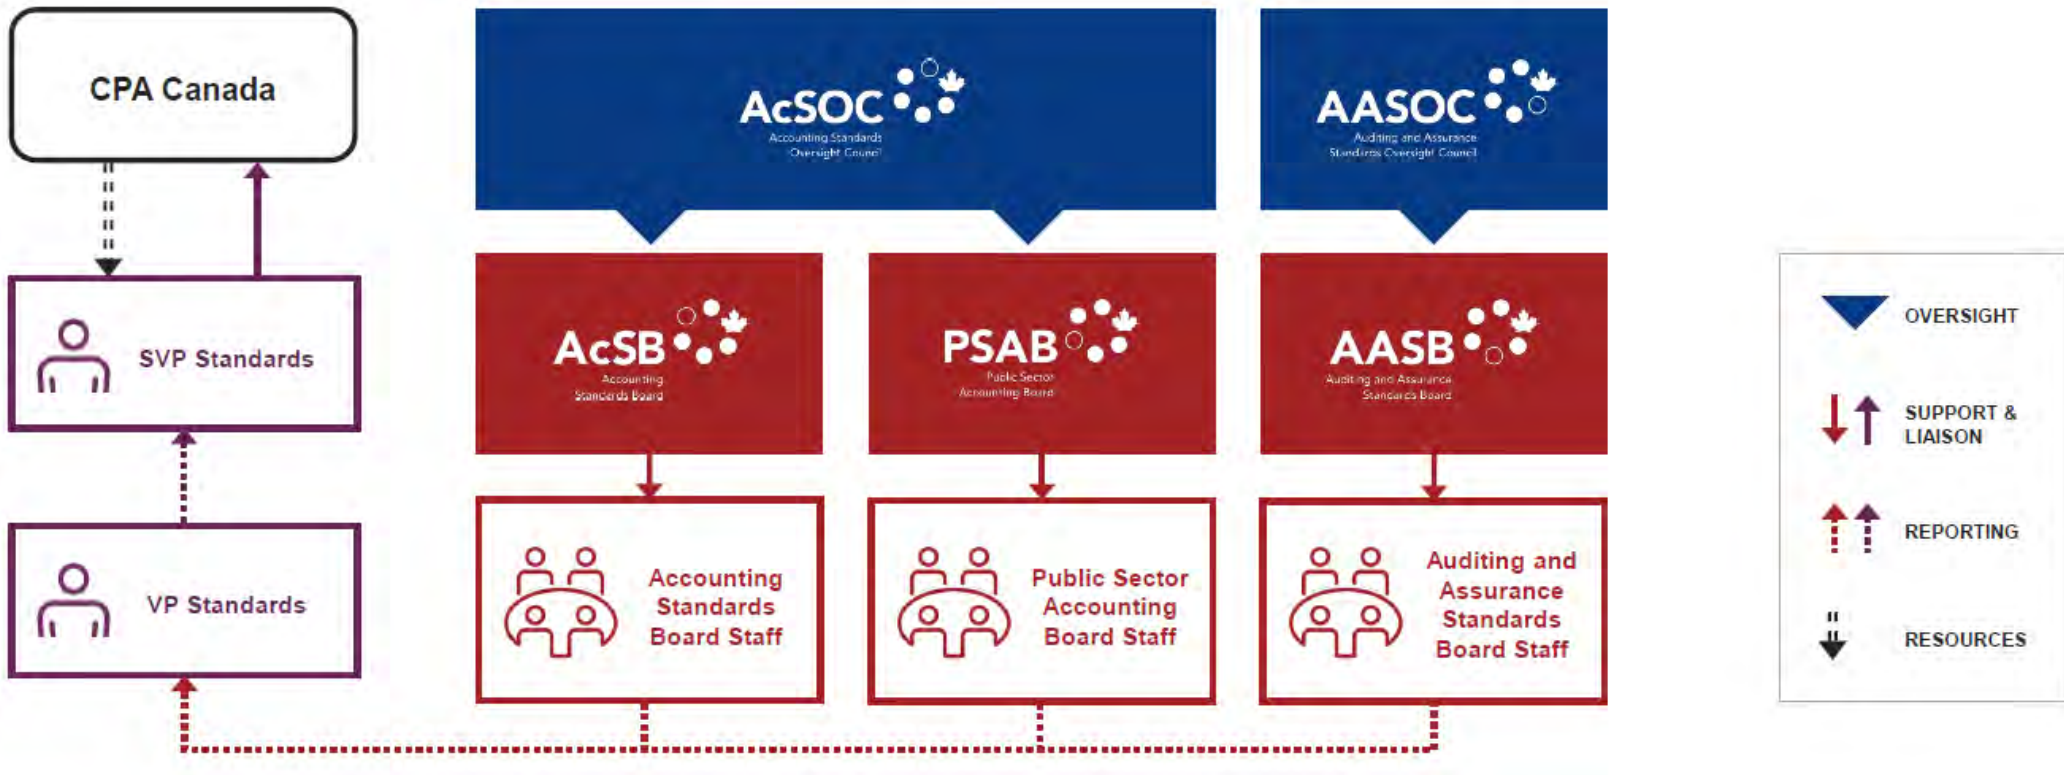 CPA Canada
SVP Standards
VP Standards
AcSOC
Accounting Standards
Oversight Council
AASOC
Auditing and Assurance
Standards Oversight Council
AcSB
Accounting
Standards Board
PSAB
Public Sector
Accounting Board
AASB
Auditing and Assurance
Standards Board
Accounting
Standards
Board Staff
Public Sector
Accounting
Board Staff
Auditing and
Assurance
Standards
Board Staff
OVERSIGHT
SUPPORT &
LIAISON
REPORTING
RESOURCES